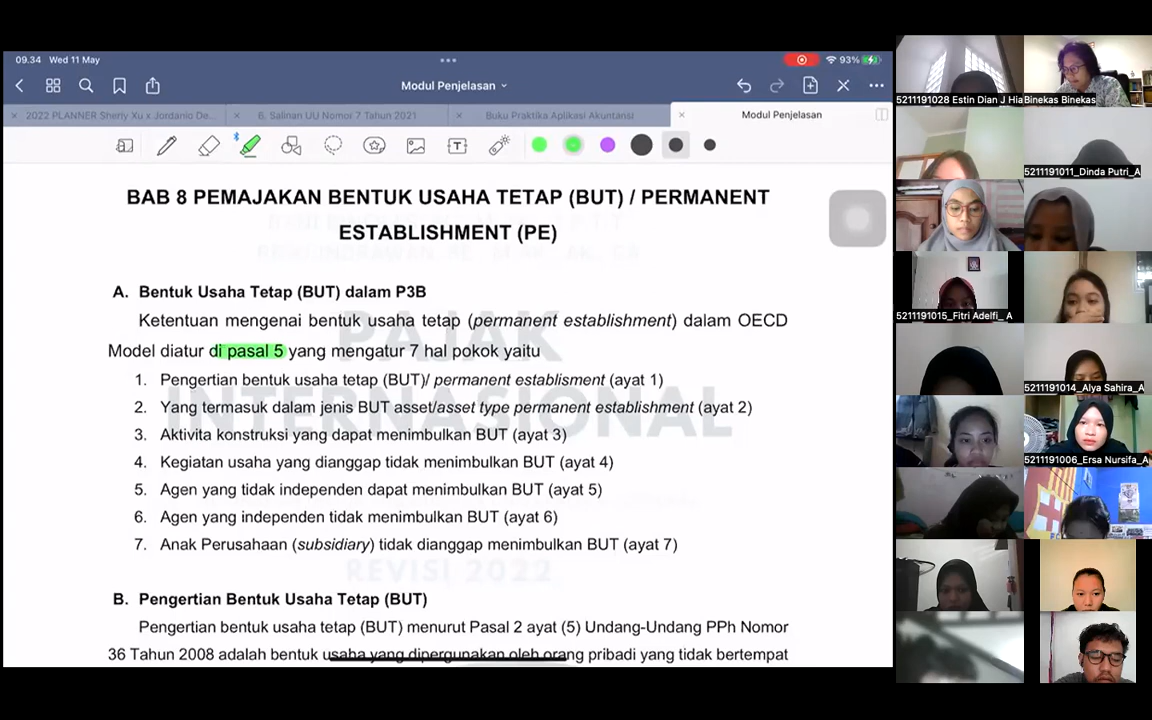 09.34 Wed 11 May
93%
Modul Penjelasan
2022 PLANNER Sherly Xu x Jordanio De...
6. Salinan UU Nomor 7 Tahun 2021
Buku Praktika Aplikasi Akuntansi
Modul Penjelasan
BAB 8 PEMAJAKAN BENTUK USAHA TETAP (BUT) / PERMANENT
ESTABLISHMENT (PE)
A. Bentuk Usaha Tetap (BUT) dalam P3B
Ketentuan mengenai bentuk usaha tetap (permanent establishment) dalam OECD
Model diatur di pasal 5 yang mengatur 7 hal pokok yaitu
1. Pengertian bentuk usaha tetap (BUT)/ permanent establisment (ayat 1)
2. Yang termasuk dalam jenis BUT asset/asset type permanent establishment (ayat 2)
3. Aktivita konstruksi yang dapat menimbulkan BUT (ayat 3)
4. Kegiatan usaha yang dianggap tidak menimbulkan BUT (ayat 4)
5. Agen yang tidak independen dapat menimbulkan BUT (ayat 5)
6. Agen yang independen tidak menimbulkan BUT (ayat 6)
7. Anak Perusahaan (subsidiary) tidak dianggap menimbulkan BUT (ayat 7)
PAJAK
INTERNASIONAL
REVISI 2022
B. Pengertian Bentuk Usaha Tetap (BUT)
Pengertian bentuk usaha tetap (BUT) menurut Pasal 2 ayat (5) Undang-Undang PPh Nomor
36 Tahun 2008 adalah bentuk usaha yang dipergunakan oleh orang pribadi yang tidak bertempat
5211191028 Estin Dian J Hia
Binekas Binekas
5211191011_Dinda Putri_A
5211191015_Fitri Adelfi_ A
5211191014_Alya Sahira_A
5211191006_Ersa Nursifa_A